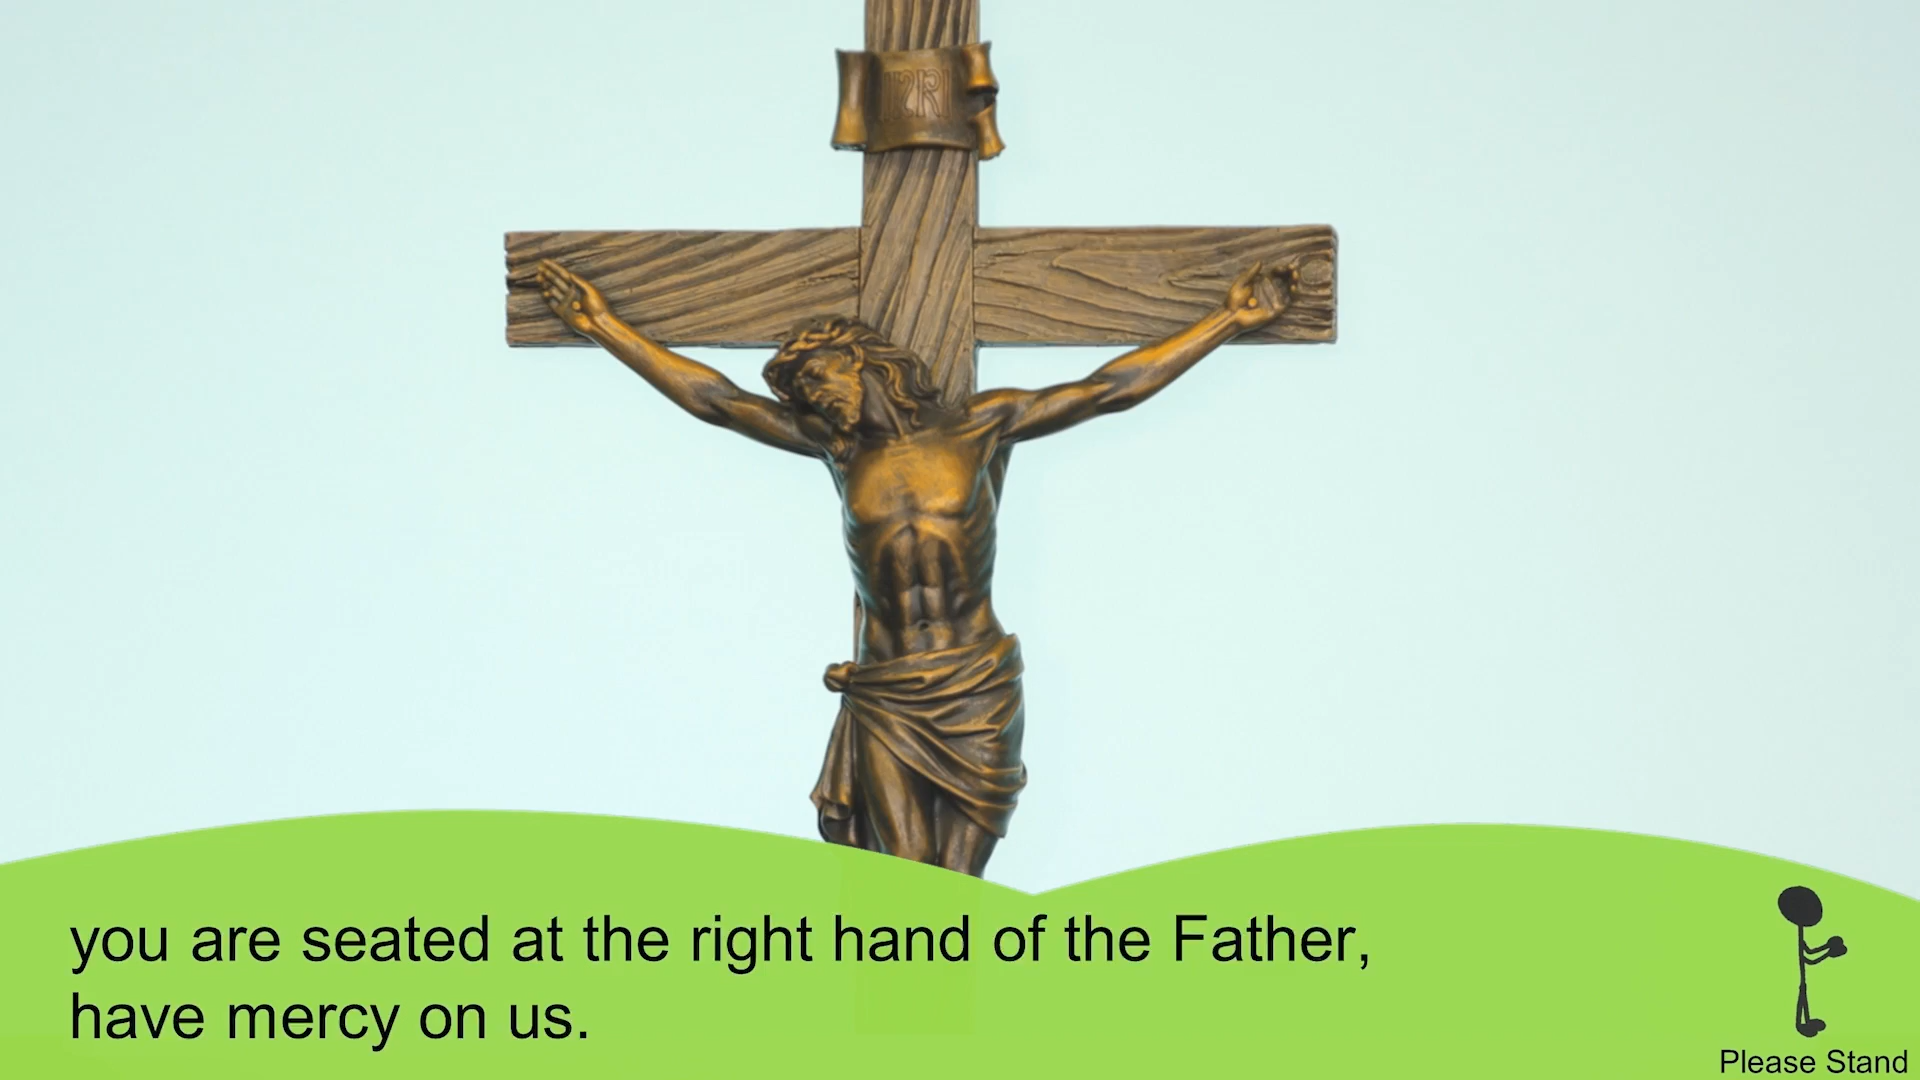 you are seated at the right hand of the Father,
have mercy on us.
Please Stand